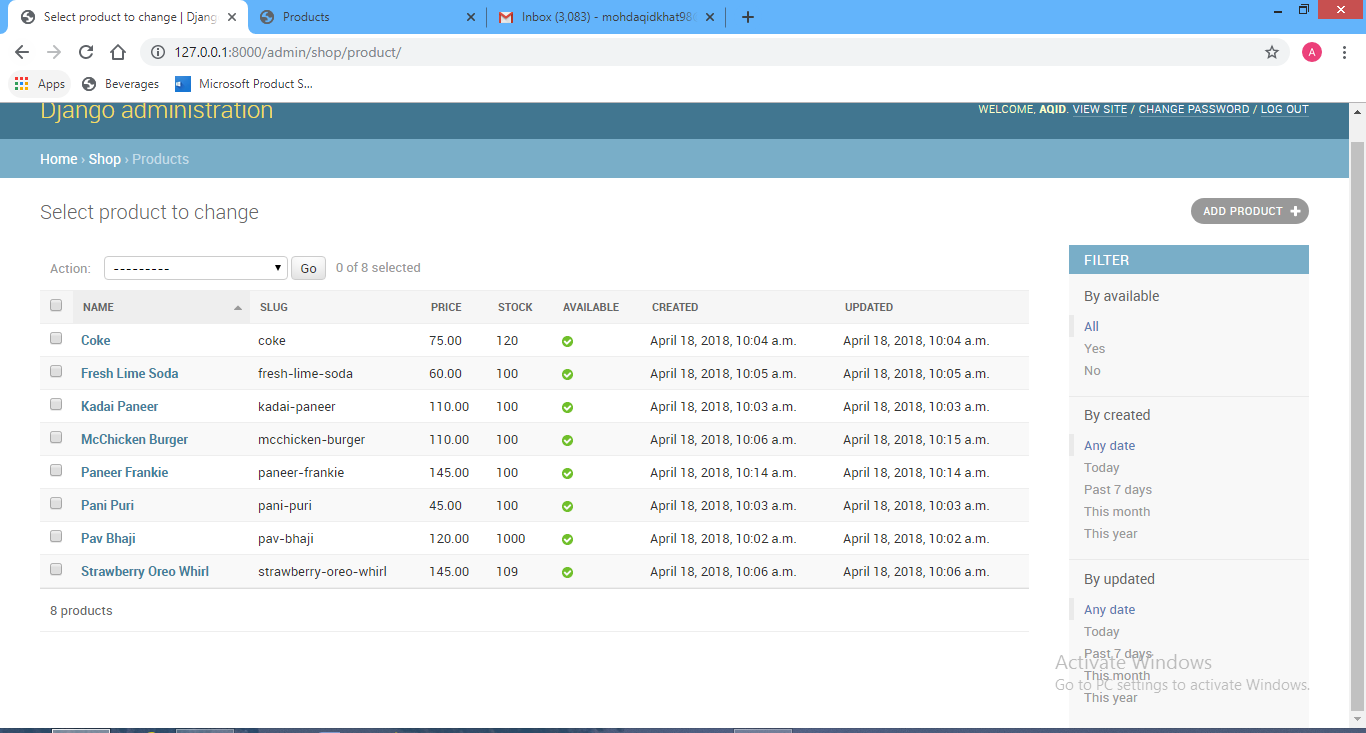 Select product to change | Djang
Products
Inbox (3,083) - mohdaqidkhat98
127.0.0.1:8000/admin/shop/product/
A
Apps Beverages Microsoft Product S...
Django administration
WELCOME, AQID. VIEW SITE / CHANGE PASSWORD / LOG OUT
Home › Shop › Products
Select product to change
ADD PRODUCT +
Action: --------- Go 0 of 8 selected
NAME SLUG PRICE STOCK AVAILABLE CREATED UPDATED
Coke coke 75.00 120 April 18, 2018, 10:04 a.m. April 18, 2018, 10:04 a.m.
Fresh Lime Soda fresh-lime-soda 60.00 100 April 18, 2018, 10:05 a.m. April 18, 2018, 10:05 a.m.
Kadai Paneer kadai-paneer 110.00 100 April 18, 2018, 10:03 a.m. April 18, 2018, 10:03 a.m.
McChicken Burger mcchicken-burger 110.00 100 April 18, 2018, 10:06 a.m. April 18, 2018, 10:15 a.m.
Paneer Frankie paneer-frankie 145.00 100 April 18, 2018, 10:14 a.m. April 18, 2018, 10:14 a.m.
Pani Puri pani-puri 45.00 100 April 18, 2018, 10:03 a.m. April 18, 2018, 10:03 a.m.
Pav Bhaji pav-bhaji 120.00 1000 April 18, 2018, 10:02 a.m. April 18, 2018, 10:02 a.m.
Strawberry Oreo Whirl strawberry-oreo-whirl 145.00 109 April 18, 2018, 10:06 a.m. April 18, 2018, 10:06 a.m.
8 products
FILTER
By available
All
Yes
No
By created
Any date
Today
Past 7 days
This month
This year
By updated
Any date
Today
Past 7 days
This month
This year
Activate Windows
Go to PC settings to activate Windows.